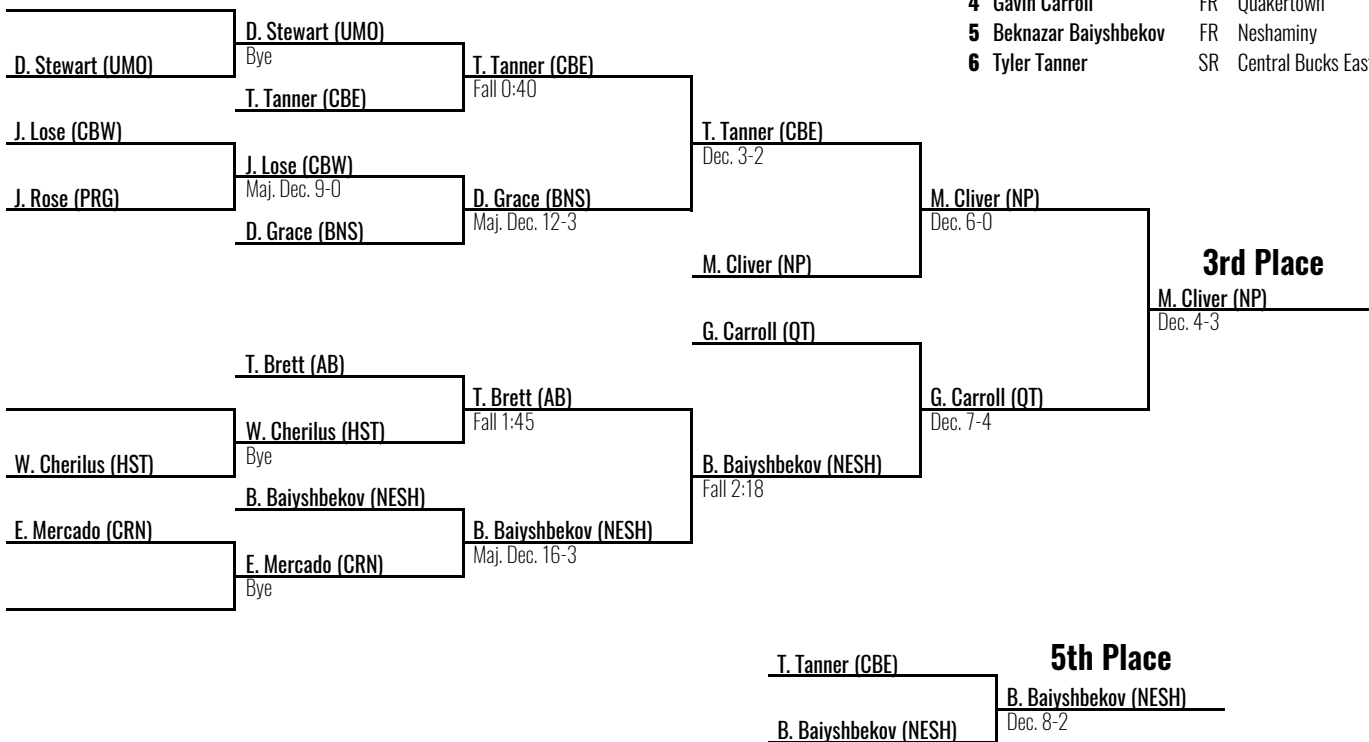 4 Gavin Carroll FR Quakertown
5 Beknazar Baiyshbekov FR Neshaminy
6 Tyler Tanner SR Central Bucks Eas
D. Stewart (UMO)
D. Stewart (UMO)
Bye
T. Tanner (CBE)
T. Tanner (CBE)
Fall 0:40
J. Lose (CBW)
J. Rose (PRG)
J. Lose (CBW)
Maj. Dec. 9-0
D. Grace (BNS)
D. Grace (BNS)
Maj. Dec. 12-3
T. Tanner (CBE)
Dec. 3-2
M. Cliver (NP)
M. Cliver (NP)
Dec. 6-0
3rd Place
M. Cliver (NP)
Dec. 4-3
G. Carroll (QT)
T. Brett (AB)
W. Cherilus (HST)
W. Cherilus (HST)
Bye
T. Brett (AB)
Fall 1:45
B. Baiyshbekov (NESH)
E. Mercado (CRN)
E. Mercado (CRN)
Bye
B. Baiyshbekov (NESH)
Maj. Dec. 16-3
B. Baiyshbekov (NESH)
Fall 2:18
G. Carroll (QT)
Dec. 7-4
5th Place
T. Tanner (CBE)
B. Baiyshbekov (NESH)
B. Baiyshbekov (NESH)
Dec. 8-2